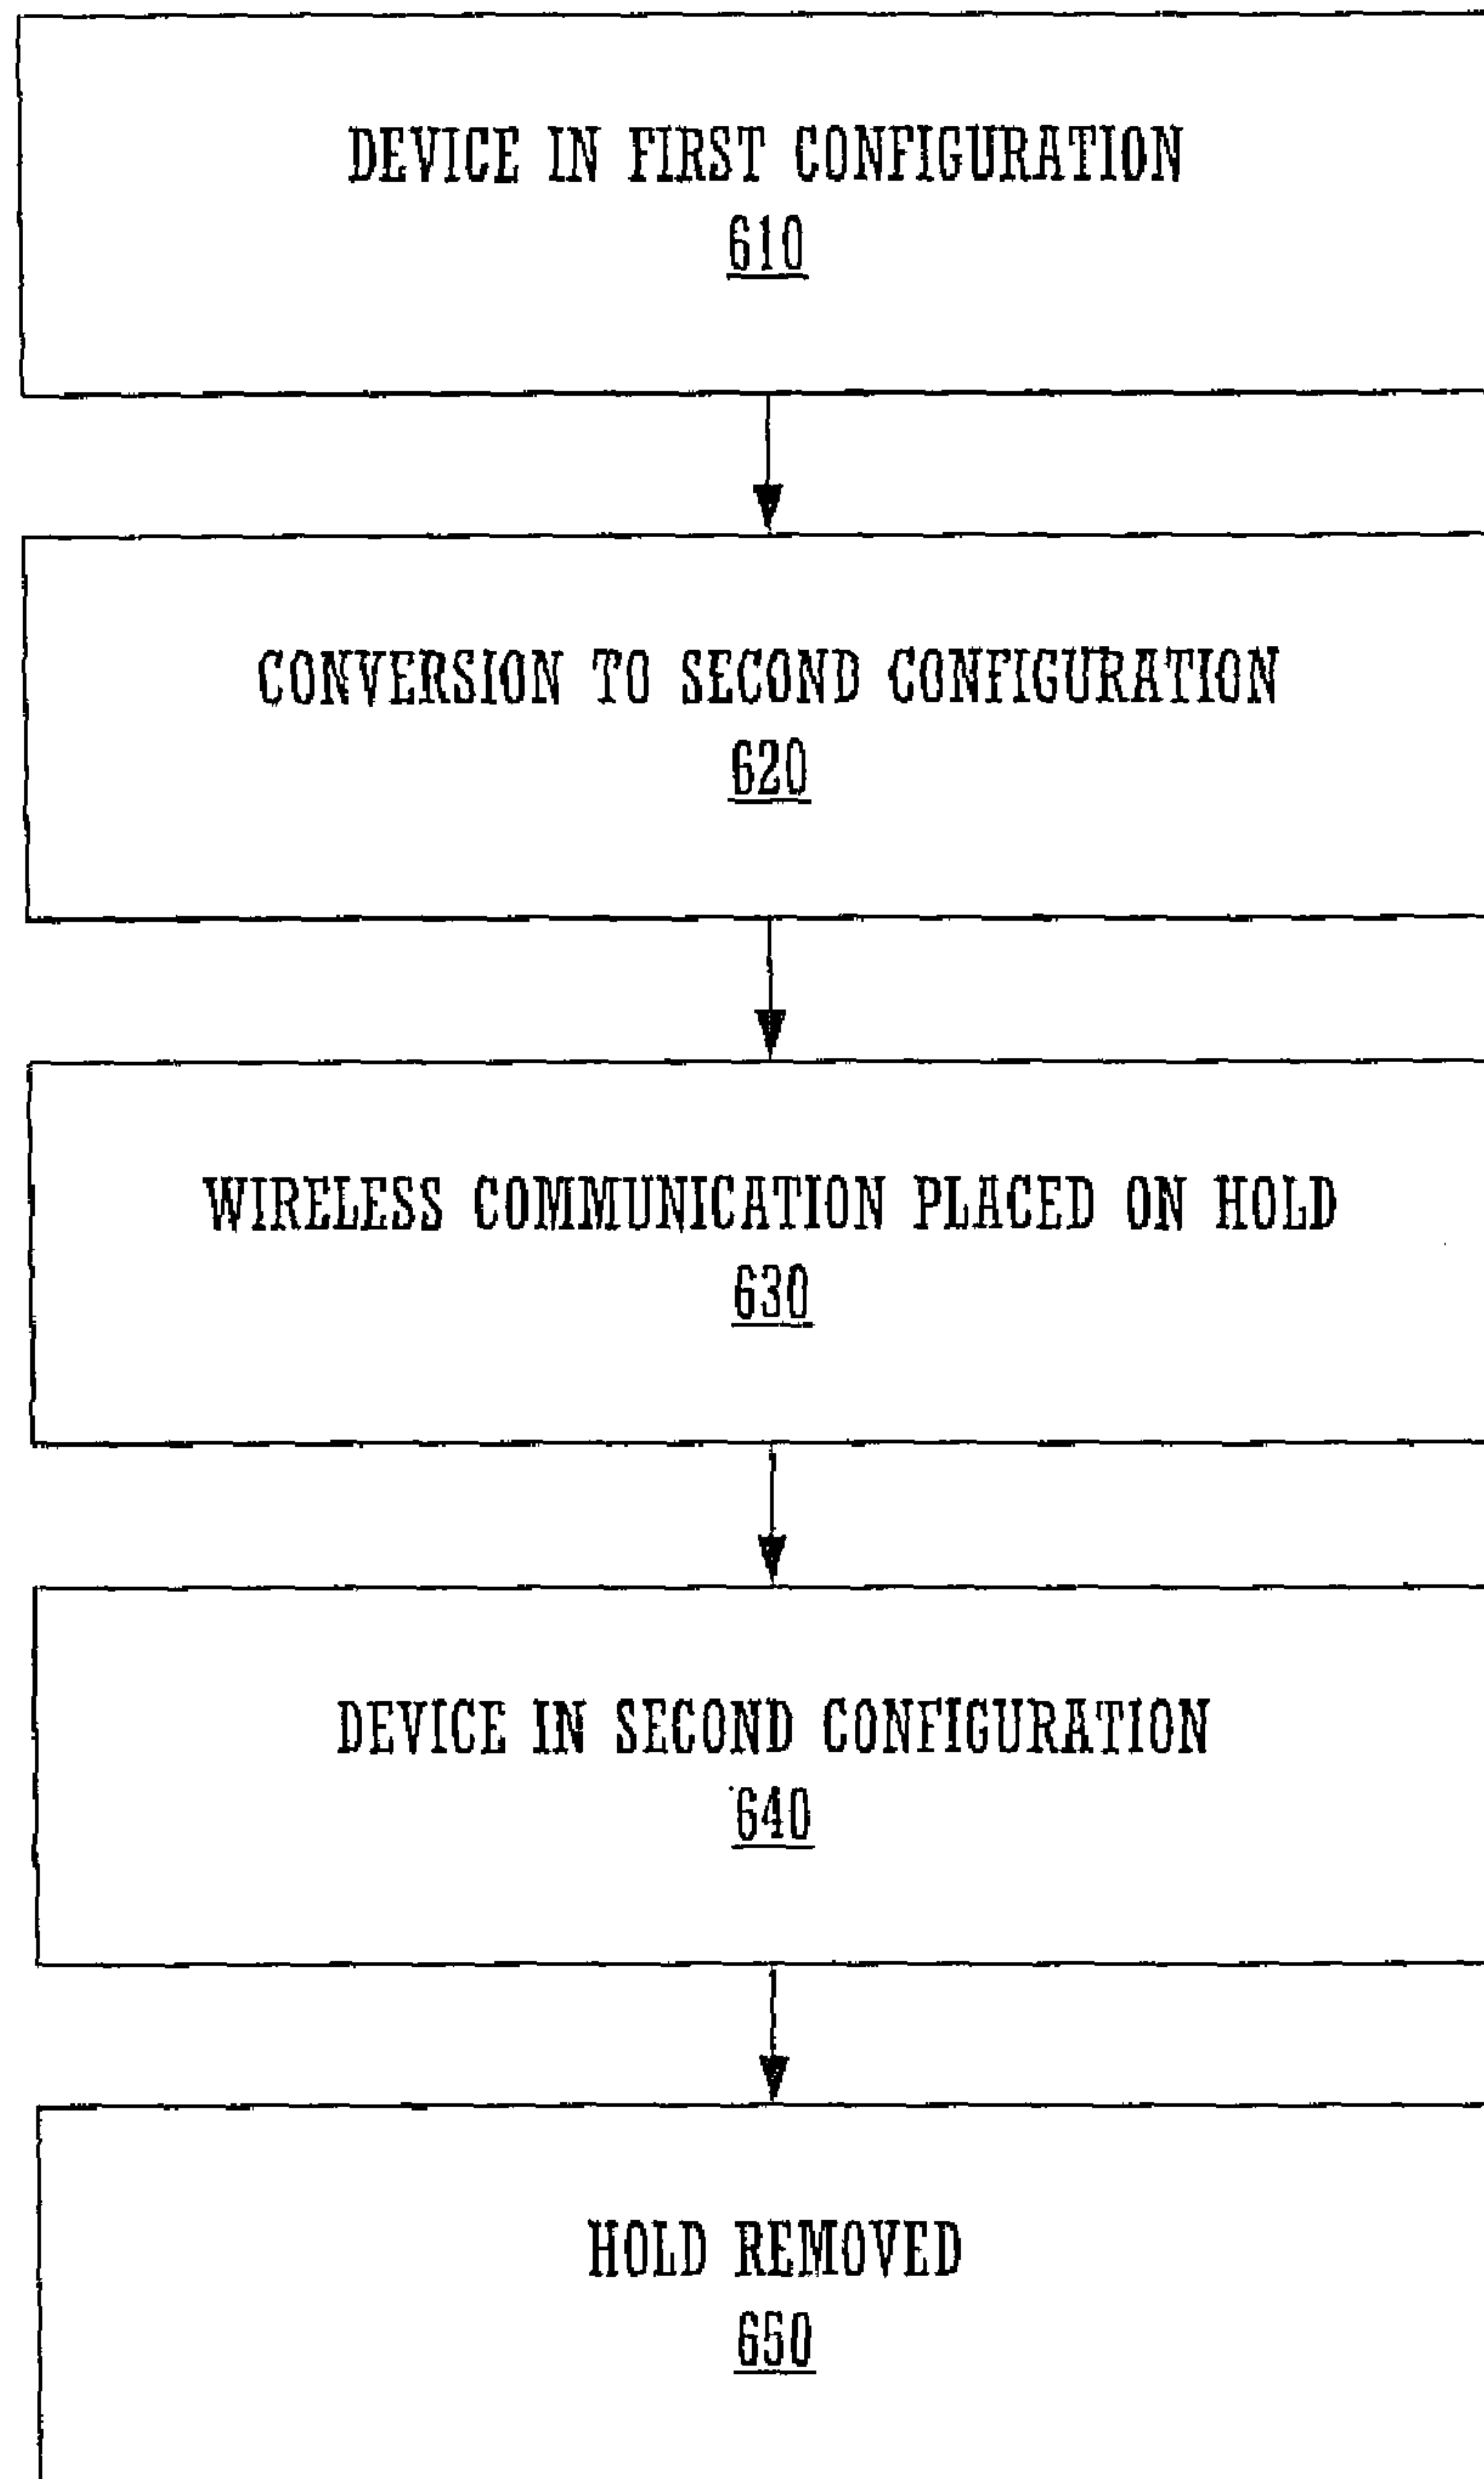 DEVICE IN FIRST CONFIGURATION
610
CONVERSION TO SECOND CONFIGURATION
620
WIRELESS COMMUNICATION PLACED ON HOLD
630
DEVICE IN SECOND CONFIGURATION
640
HOLD REMOVED
650